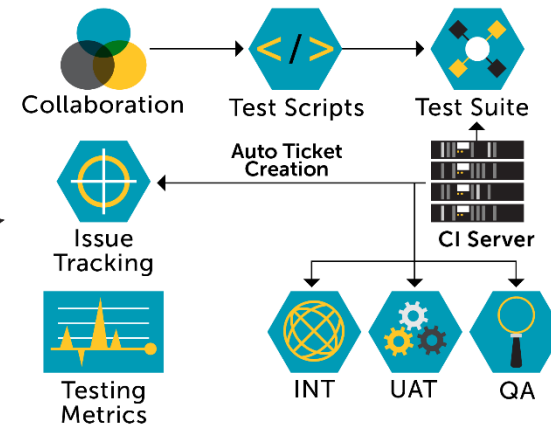 Collaboration
Test Scripts
Test Suite
</>
Auto Ticket
Creation
Issue
Tracking
CI Server
Testing
Metrics
INT
UAT
QA